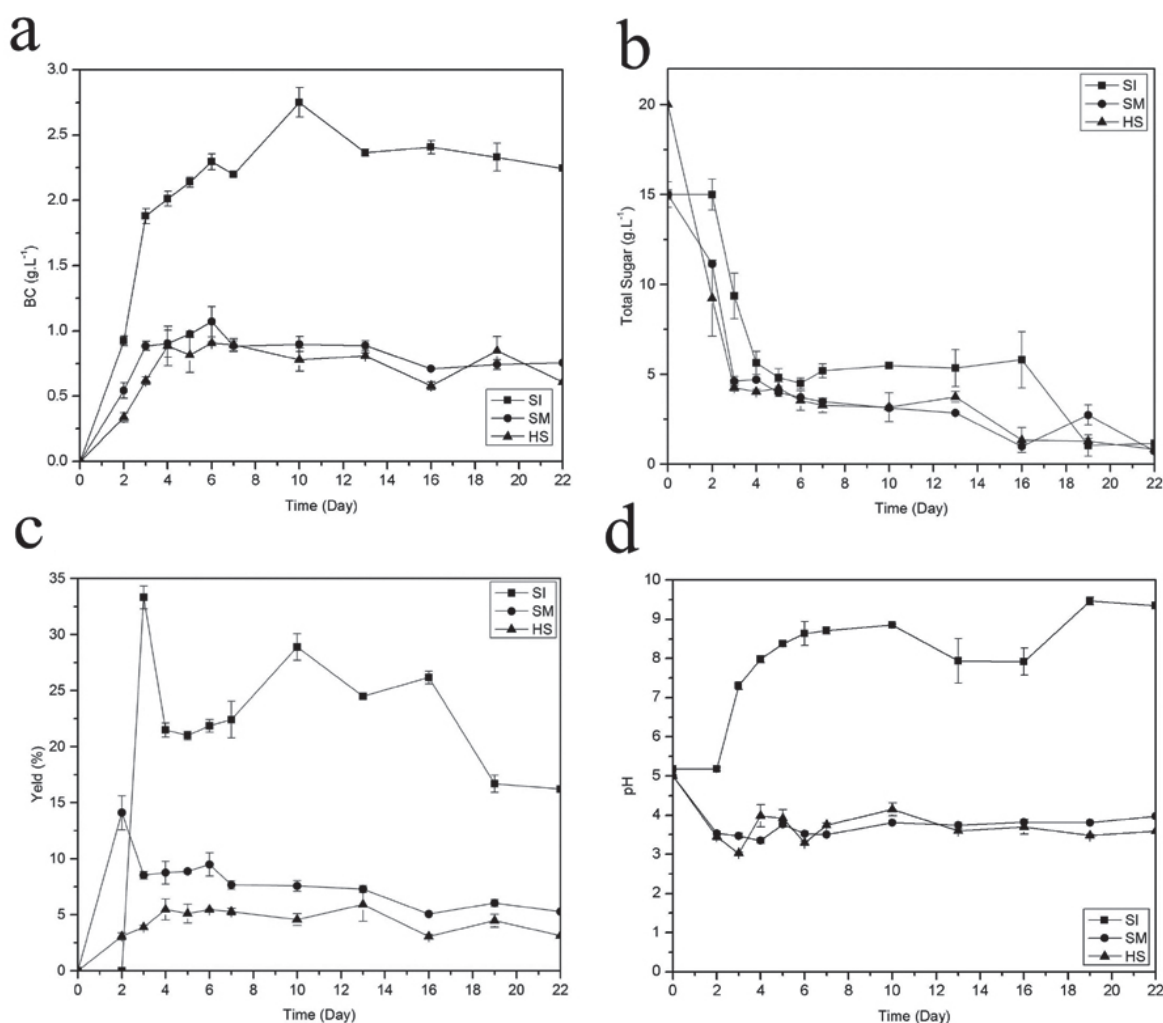 a
3.0
2.5
2.0
1.5
1.0
0.5
0.0
BC (g.L⁻¹)
SI
SM
HS
0 2 4 6 8 10 12 14 16 18 20 22
Time (Day)
b
20
15
10
5
0
Total Sugar (g.L⁻¹)
SI
SM
HS
0 2 4 6 8 10 12 14 16 18 20 22
Time (Day)
c
35
30
25
20
15
10
5
0
Yeld (%)
SI
SM
HS
0 2 4 6 8 10 12 14 16 18 20 22
Time (Day)
d
10
9
8
7
6
5
4
3
2
1
0
pH
SI
SM
HS
0 2 4 6 8 10 12 14 16 18 20 22
Time (Day)